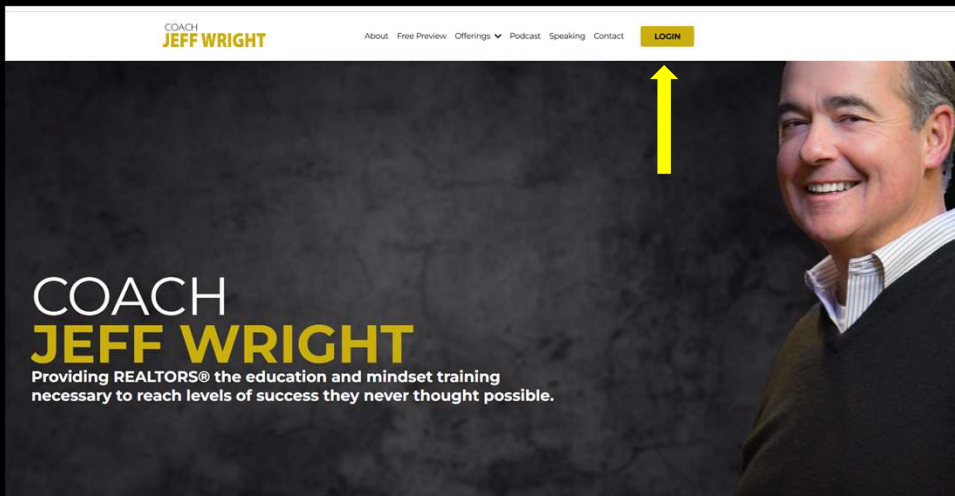 COACH
JEFF WRIGHT
About Free Preview Offerings Podcast Speaking Contact LOGIN
COACH
JEFF WRIGHT
Providing REALTORS® the education and mindset training
necessary to reach levels of success they never thought possible.